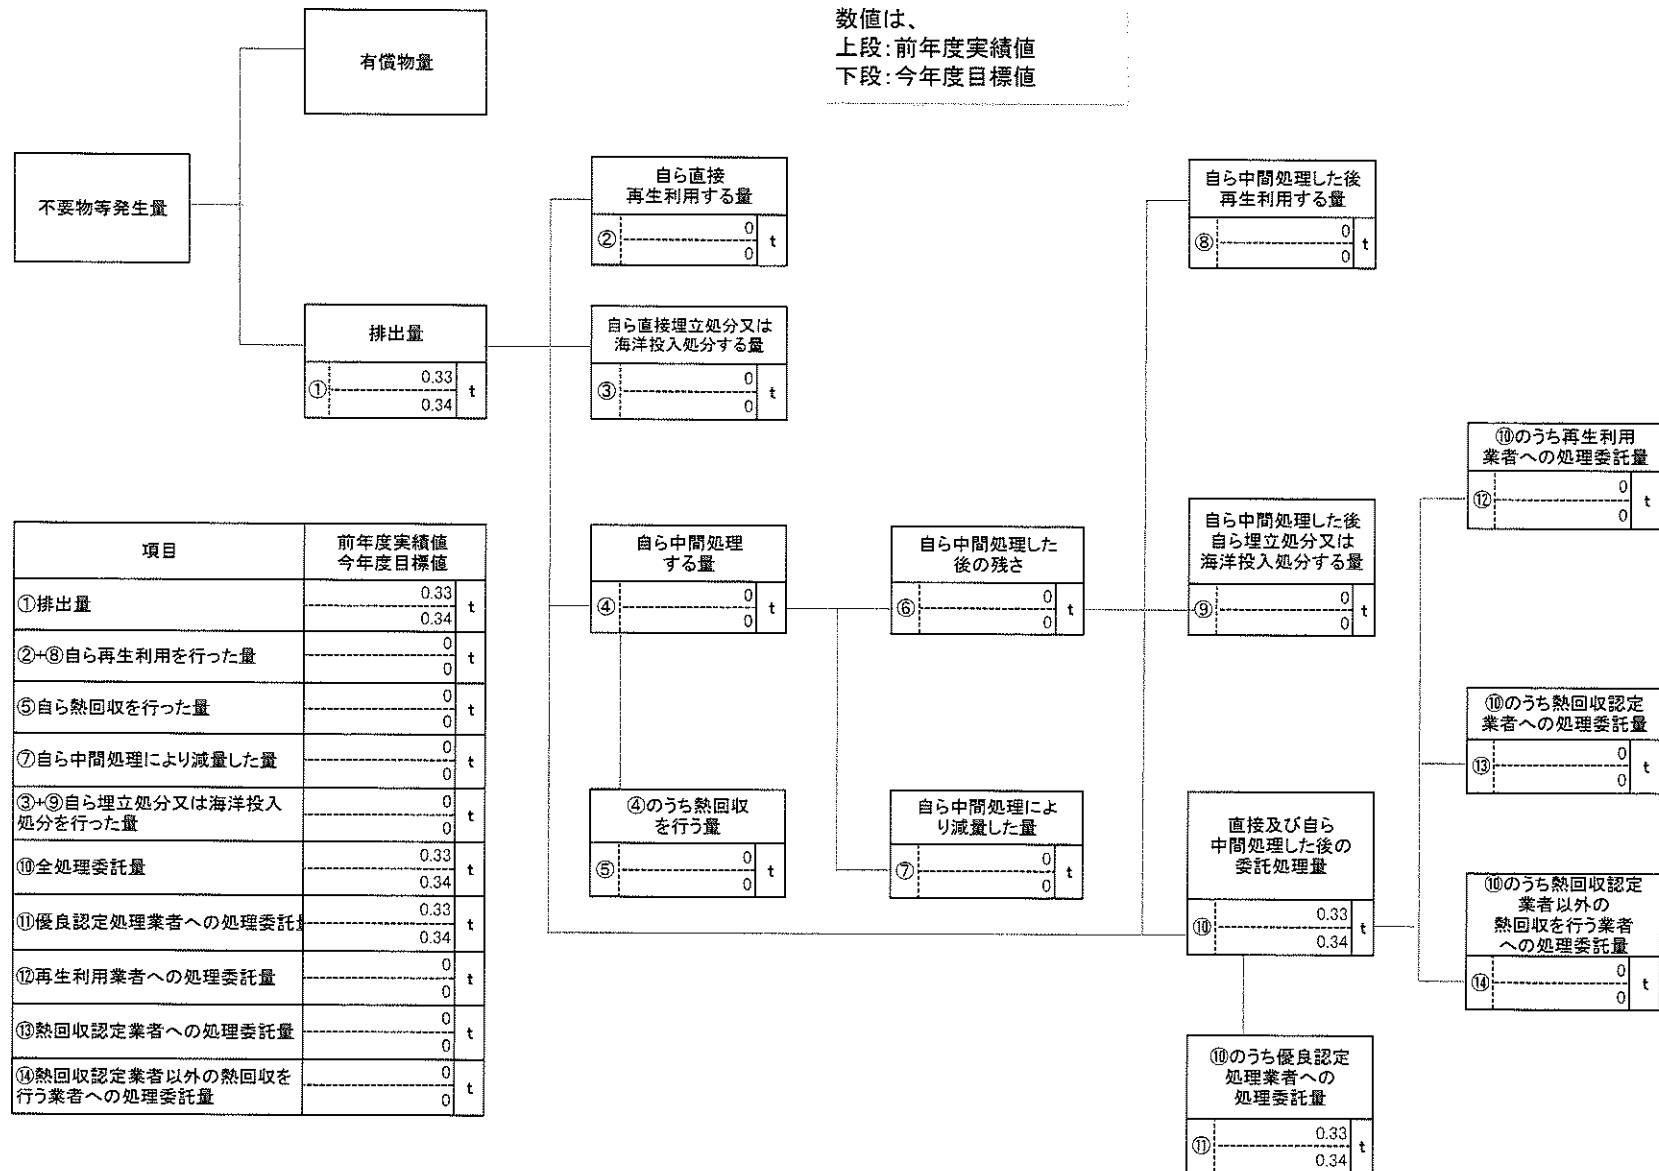 数値は、
上段:前年度実績値
下段:今年度目標値
有償物量
不要物等発生量
排出量
①
0.33
0.34
t
自ら直接
再生利用する量
②
0
0
t
自ら直接埋立処分又は
海洋投入処分する量
③
0
0
t
自ら中間処理
する量
④
0
0
t
④のうち熱回収
を行う量
⑤
0
0
t
自ら中間処理した
後の残さ
⑥
0
0
t
自ら中間処理によ
り減量した量
⑦
0
0
t
自ら中間処理した後
再生利用する量
⑧
0
0
t
自ら中間処理した後
自ら埋立処分又は
海洋投入処分する量
⑨
0
0
t
直接及び自ら
中間処理した後の
委託処理量
⑩
0.33
0.34
t
⑩のうち優良認定
処理業者への
処理委託量
⑪
0.33
0.34
t
⑩のうち再生利用
業者への処理委託量
⑫
0
0
t
⑩のうち熱回収認定
業者への処理委託量
⑬
0
0
t
⑩のうち熱回収認定
業者以外の
熱回収を行う業者
への処理委託量
⑭
0
0
t
項目
前年度実績値
今年度目標値
①排出量
0.33
0.34
t
②+⑧自ら再生利用を行った量
0
0
t
⑤自ら熱回収を行った量
0
0
t
⑦自ら中間処理により減量した量
0
0
t
③+⑨自ら埋立処分又は海洋投入
処分を行った量
0
0
t
⑩全処理委託量
0.33
0.34
t
⑪優良認定処理業者への処理委託
0.33
0.34
t
⑫再生利用業者への処理委託量
0
0
t
⑬熱回収認定業者への処理委託量
0
0
t
⑭熱回収認定業者以外の熱回収を
行う業者への処理委託量
0
0
t